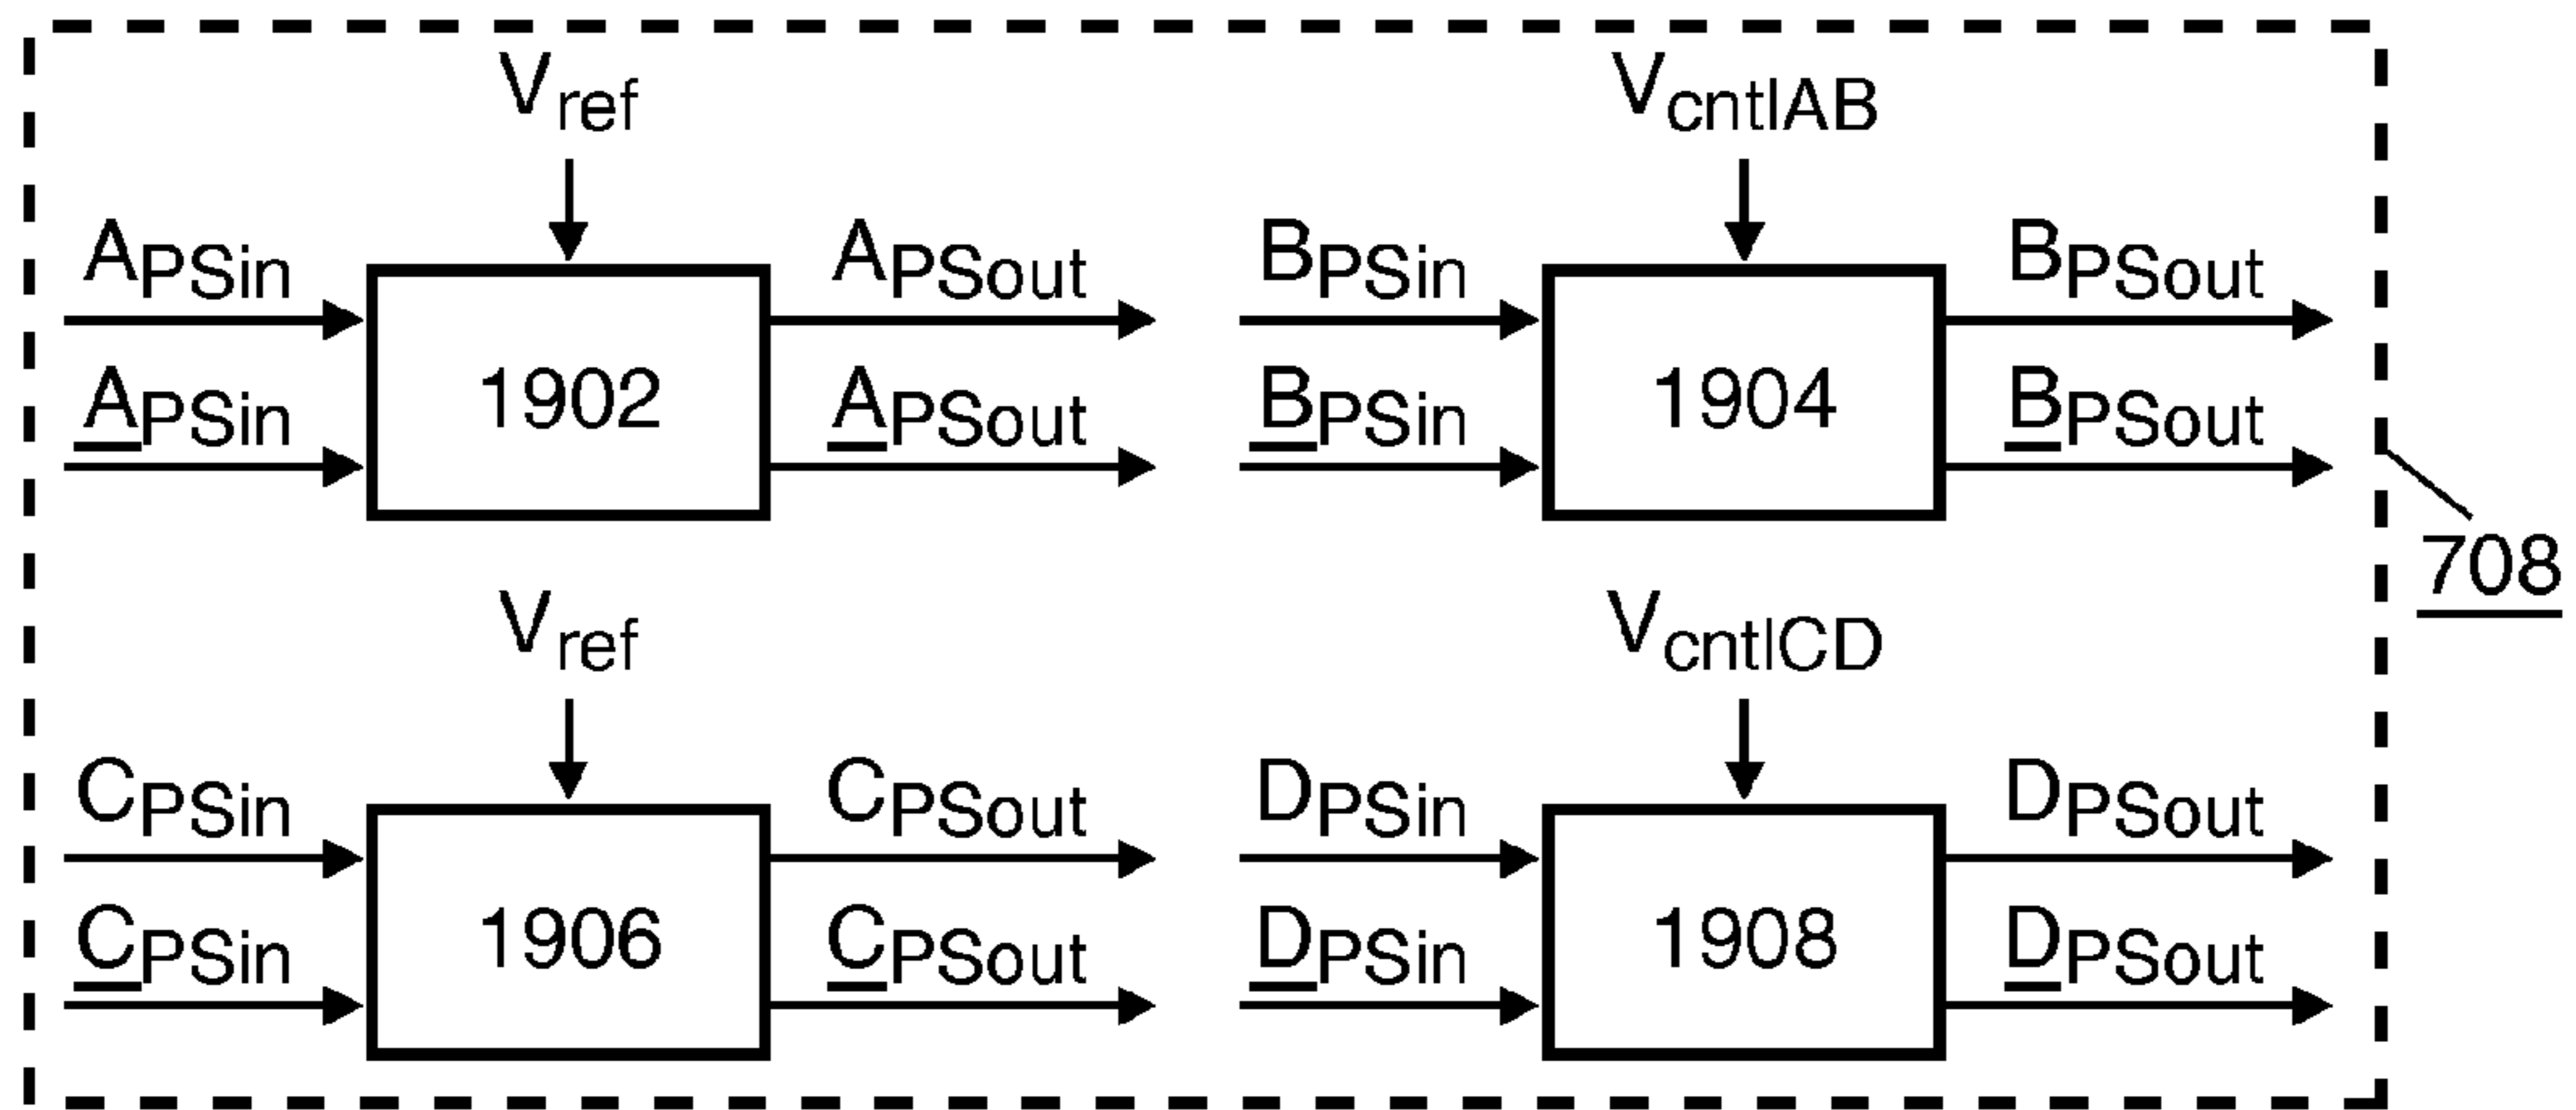 Vref VcntlAB
APSin APSout BPSin BPSout
APSin 1902 APSout BPSin 1904 BPSout
708
Vref VcntlCD
CPSin CPSout DPSin DPSout
CPSin 1906 CPSout DPSin 1908 DPSout